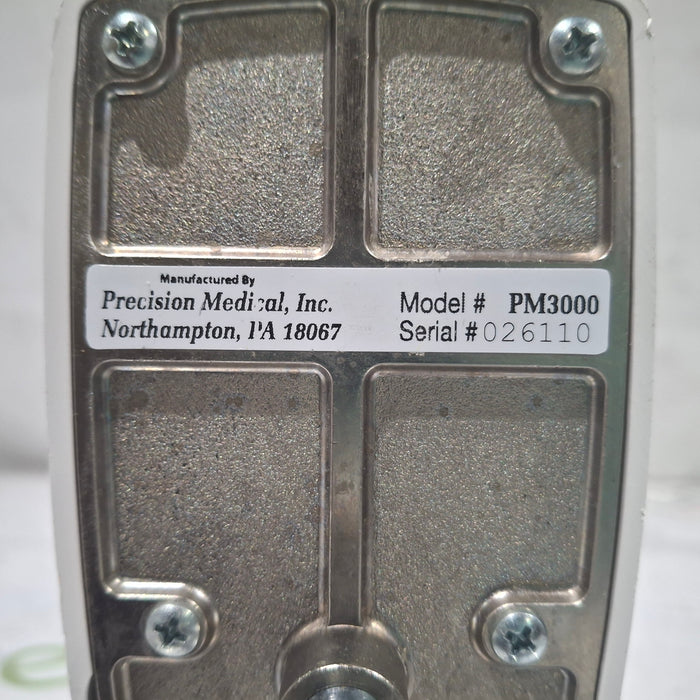 Manufactured By
Precision Medical, Inc.
Northampton, PA 18067
Model # PM3000
Serial # 026110